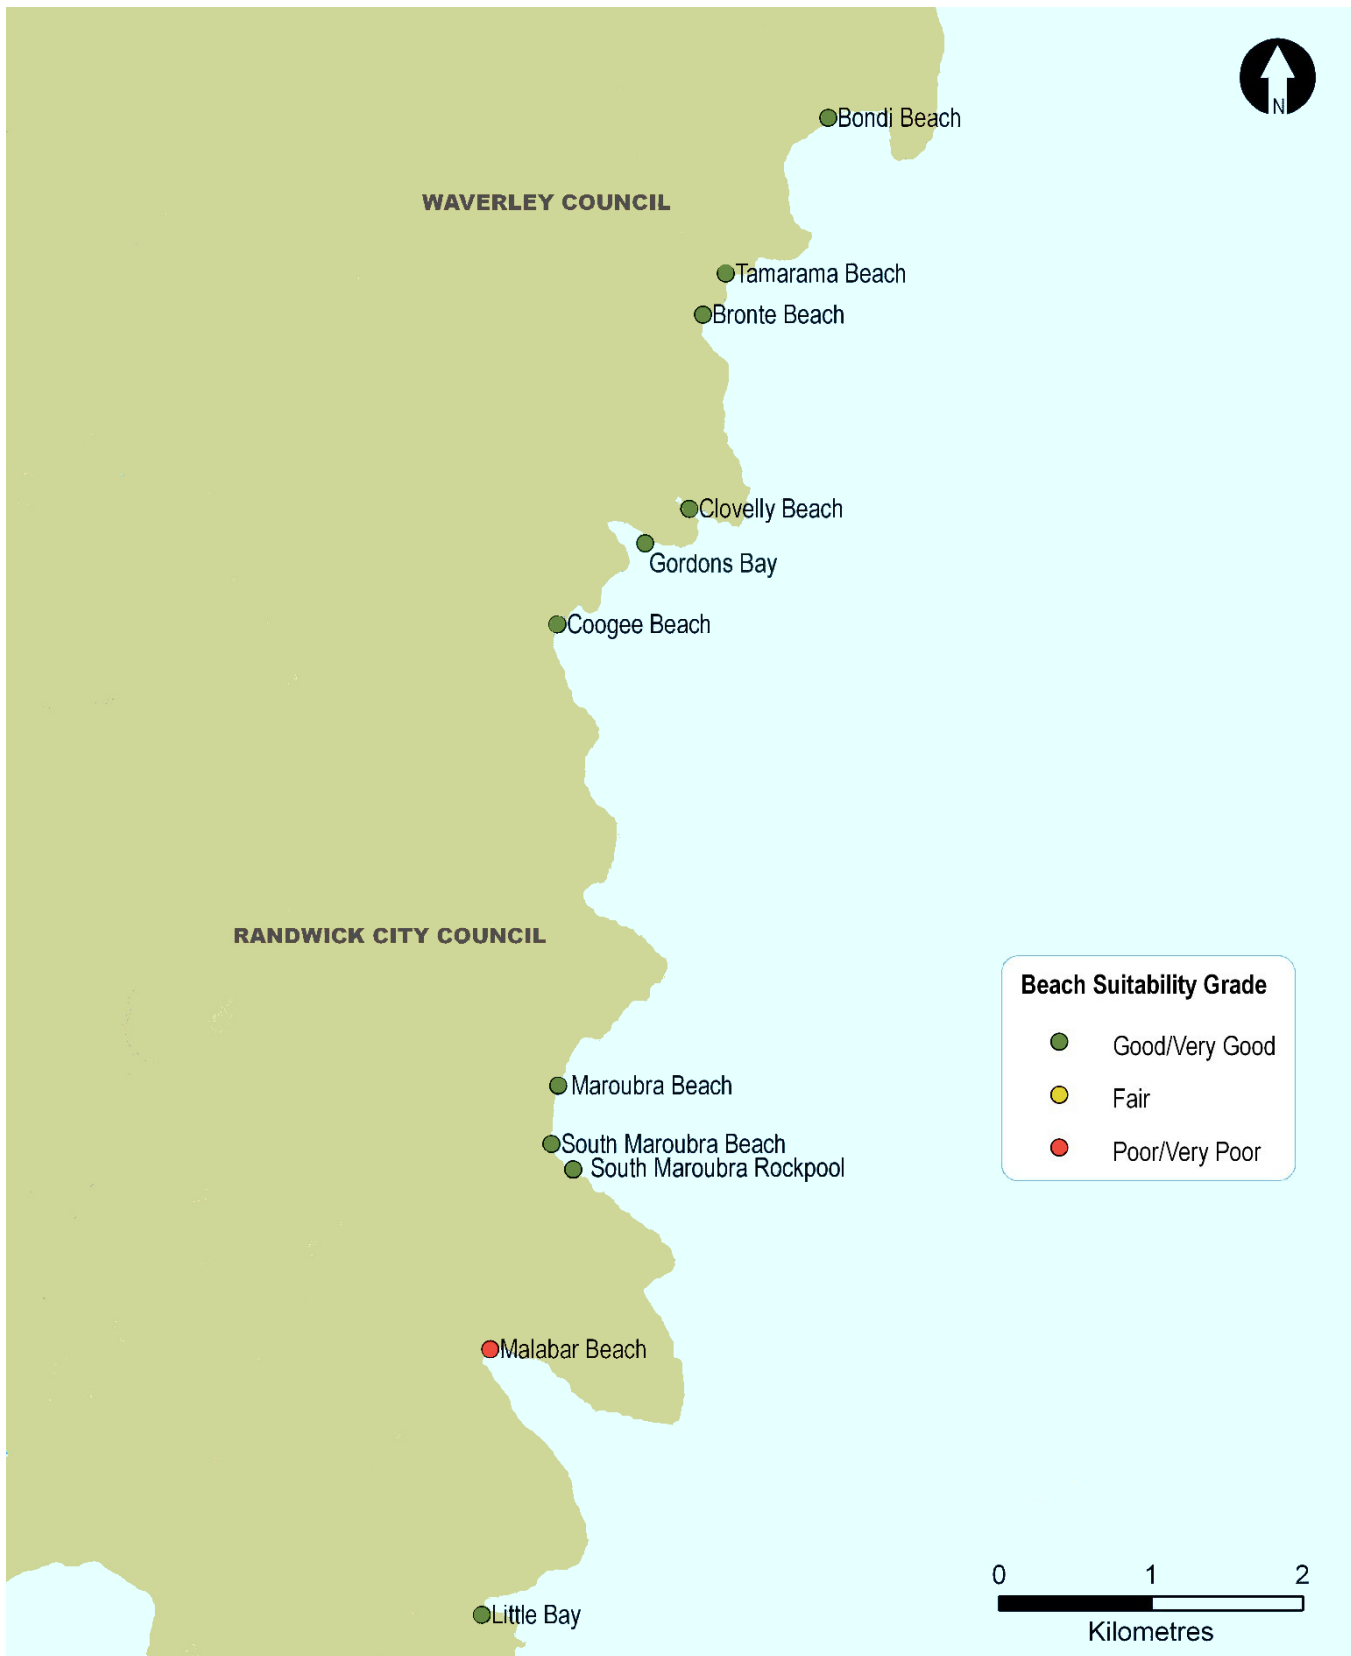 N
Bondi Beach
WAVERLEY COUNCIL
Tamarama Beach
Bronte Beach
Clovelly Beach
Gordons Bay
Coogee Beach
RANDWICK CITY COUNCIL
Beach Suitability Grade
Good/Very Good
Fair
Poor/Very Poor
Maroubra Beach
South Maroubra Beach
South Maroubra Rockpool
Malabar Beach
Little Bay
0 1 2
Kilometres